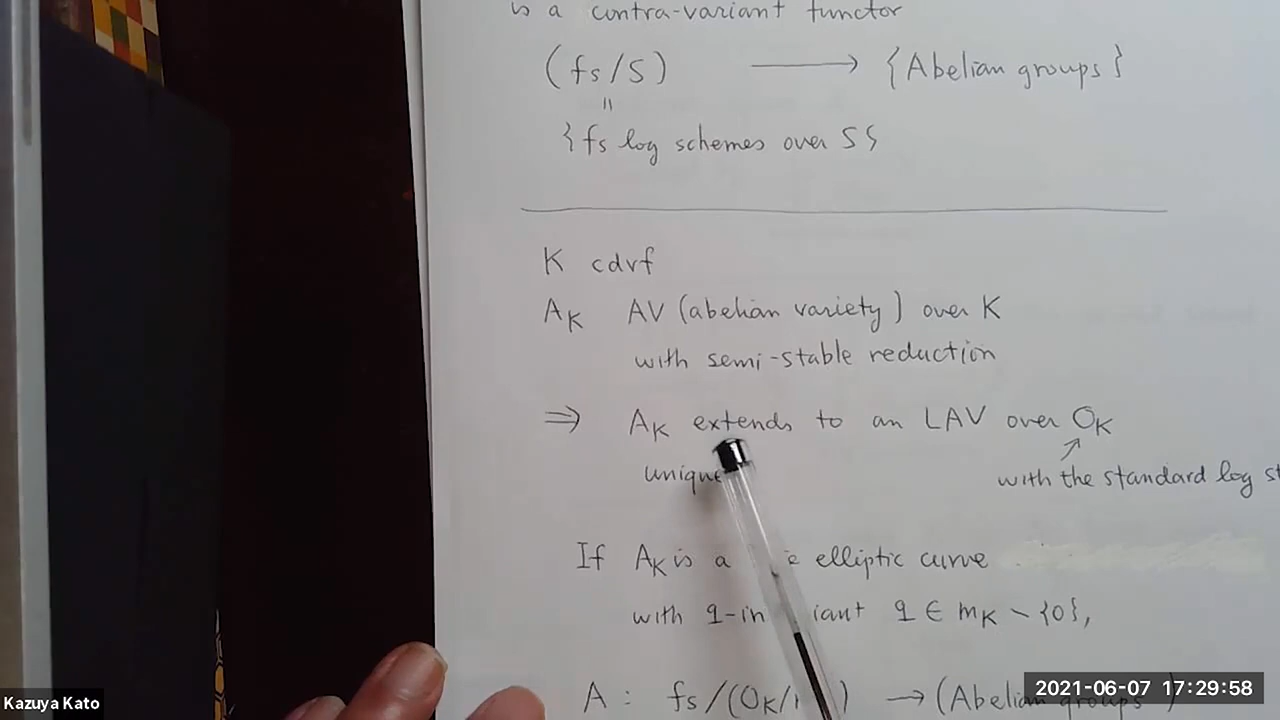 is a contra-variant functor
(fs/S) ⟶ {Abelian groups}
=
{fs log schemes over S}
K cdvf
A_K AV (abelian variety) over K
with semi-stable reduction
⇒ A_K extends to an LAV over O_K
with the standard log
If A_K is a elliptic curve
with q-in iant q ∈ m_K ∖ {0},
A : fs/(O_K/ ) → (Abelian groups)
Kazuya Kato
2021-06-07 17:29:58